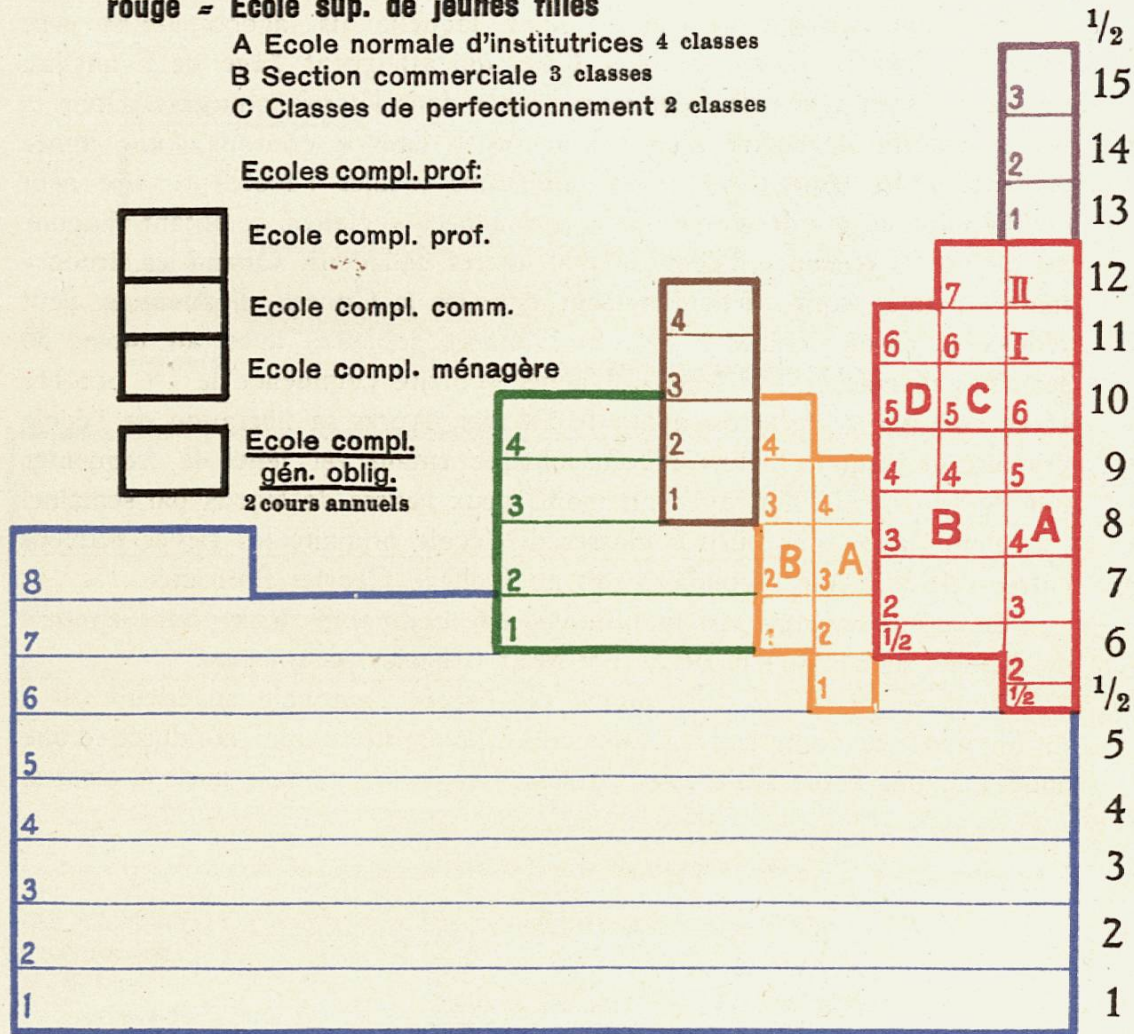 rouge = Ecole sup. de jeunes filles
A Ecole normale d'institutrices 4 classes
B Section commerciale 3 classes
C Classes de perfectionnement 2 classes
Ecoles compl. prof:
Ecole compl. prof.
Ecole compl. comm.
Ecole compl. ménagère
Ecole compl.
gén. oblig.
2 cours annuels
1/2
3 15
2 14
1 13
7 II 12
4 6 6 I 11
3 5 D 5 C 6 10
4 2 4 4 4 5 9
3 1 3 4 3 B 4 A 8
8 2 2 B 3 A 2 3 7
7 1 1 2 1/2 2 6
6 1 1/2 1/2
5 5
4 4
3 3
2 2
1 1